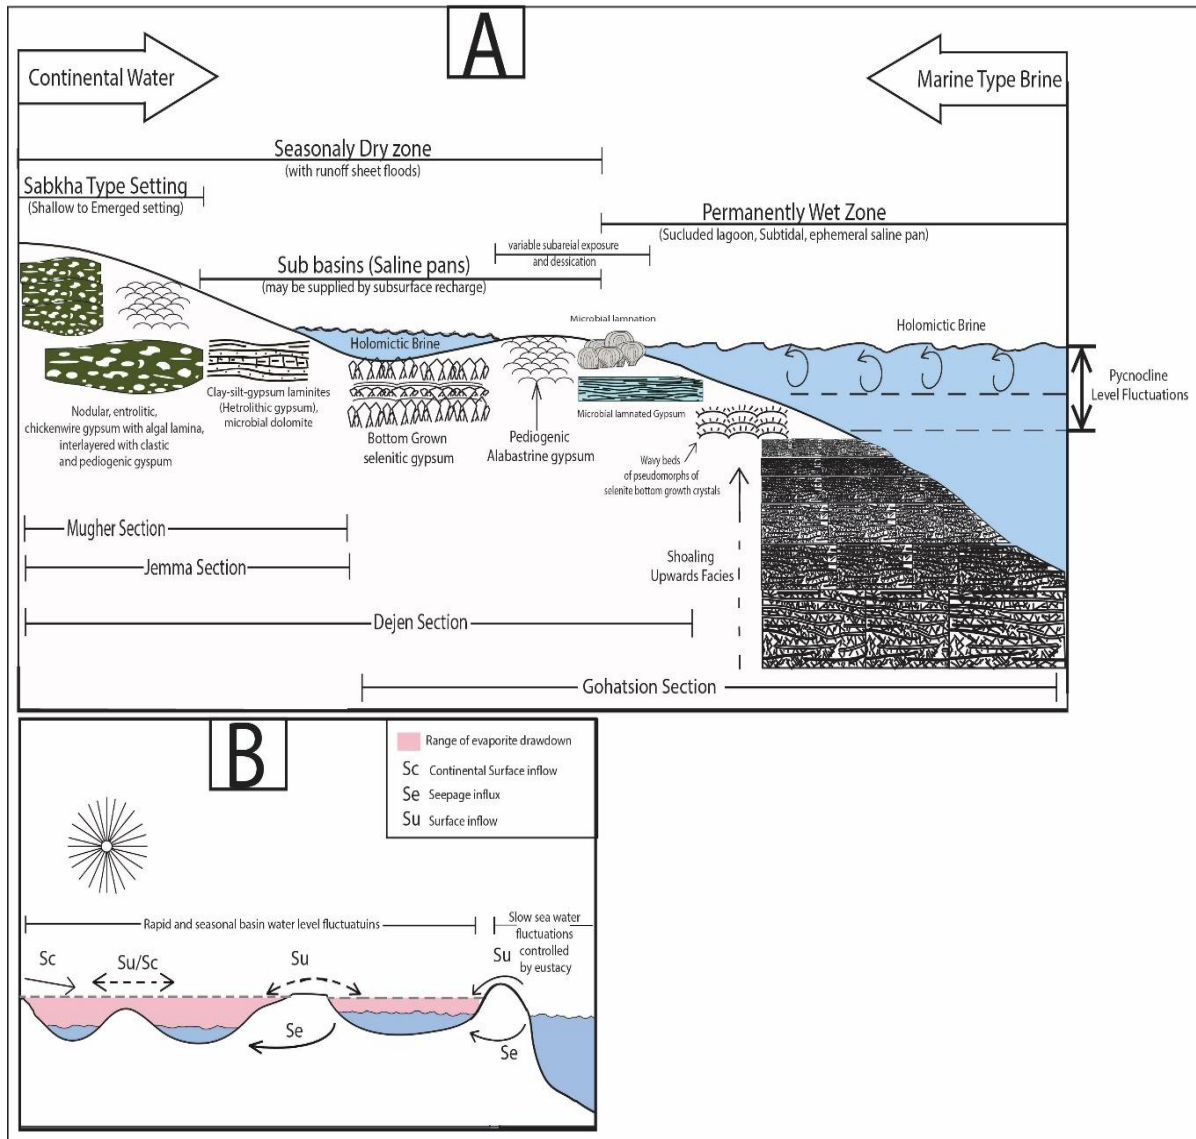 A
Continental Water
Marine Type Brine
Seasonaly Dry zone
(with runoff sheet floods)
Sabkha Type Setting
(Shallow to Emerged setting)
Permanently Wet Zone
(Sucluded lagoon, Subtidal, ephemeral saline pan)
variable subareial exposure
and dessication
Sub basins (Saline pans)
(may be supplied by subsurface recharge)
Microbial lamnation
Holomictic Brine
Holomictic Brine
Pycnocline
Level Fluctuations
Nodular, entrolitic,
chickenwire gypsum with algal lamina,
interlayered with clastic
and pediogenic gyspum
Clay-silt-gypsum laminites
(Hetrolithic gypsum),
microbial dolomite
Bottom Grown
selenitic gypsum
Pediogenic
Alabastrine gypsum
Microbial lamnated Gypsum
Wavy beds
of pseudomorphs of
selenite bottom growth crystals
Shoaling
Upwards Facies
Mugher Section
Jemma Section
Dejen Section
Gohatsion Section
B
Range of evaporite drawdown
Sc Continental Surface inflow
Se Seepage influx
Su Surface inflow
Rapid and seasonal basin water level fluctuatuins
Slow sea water
fluctuations
controlled
by eustacy
Sc
Su/Sc
Su
Su
Se
Se